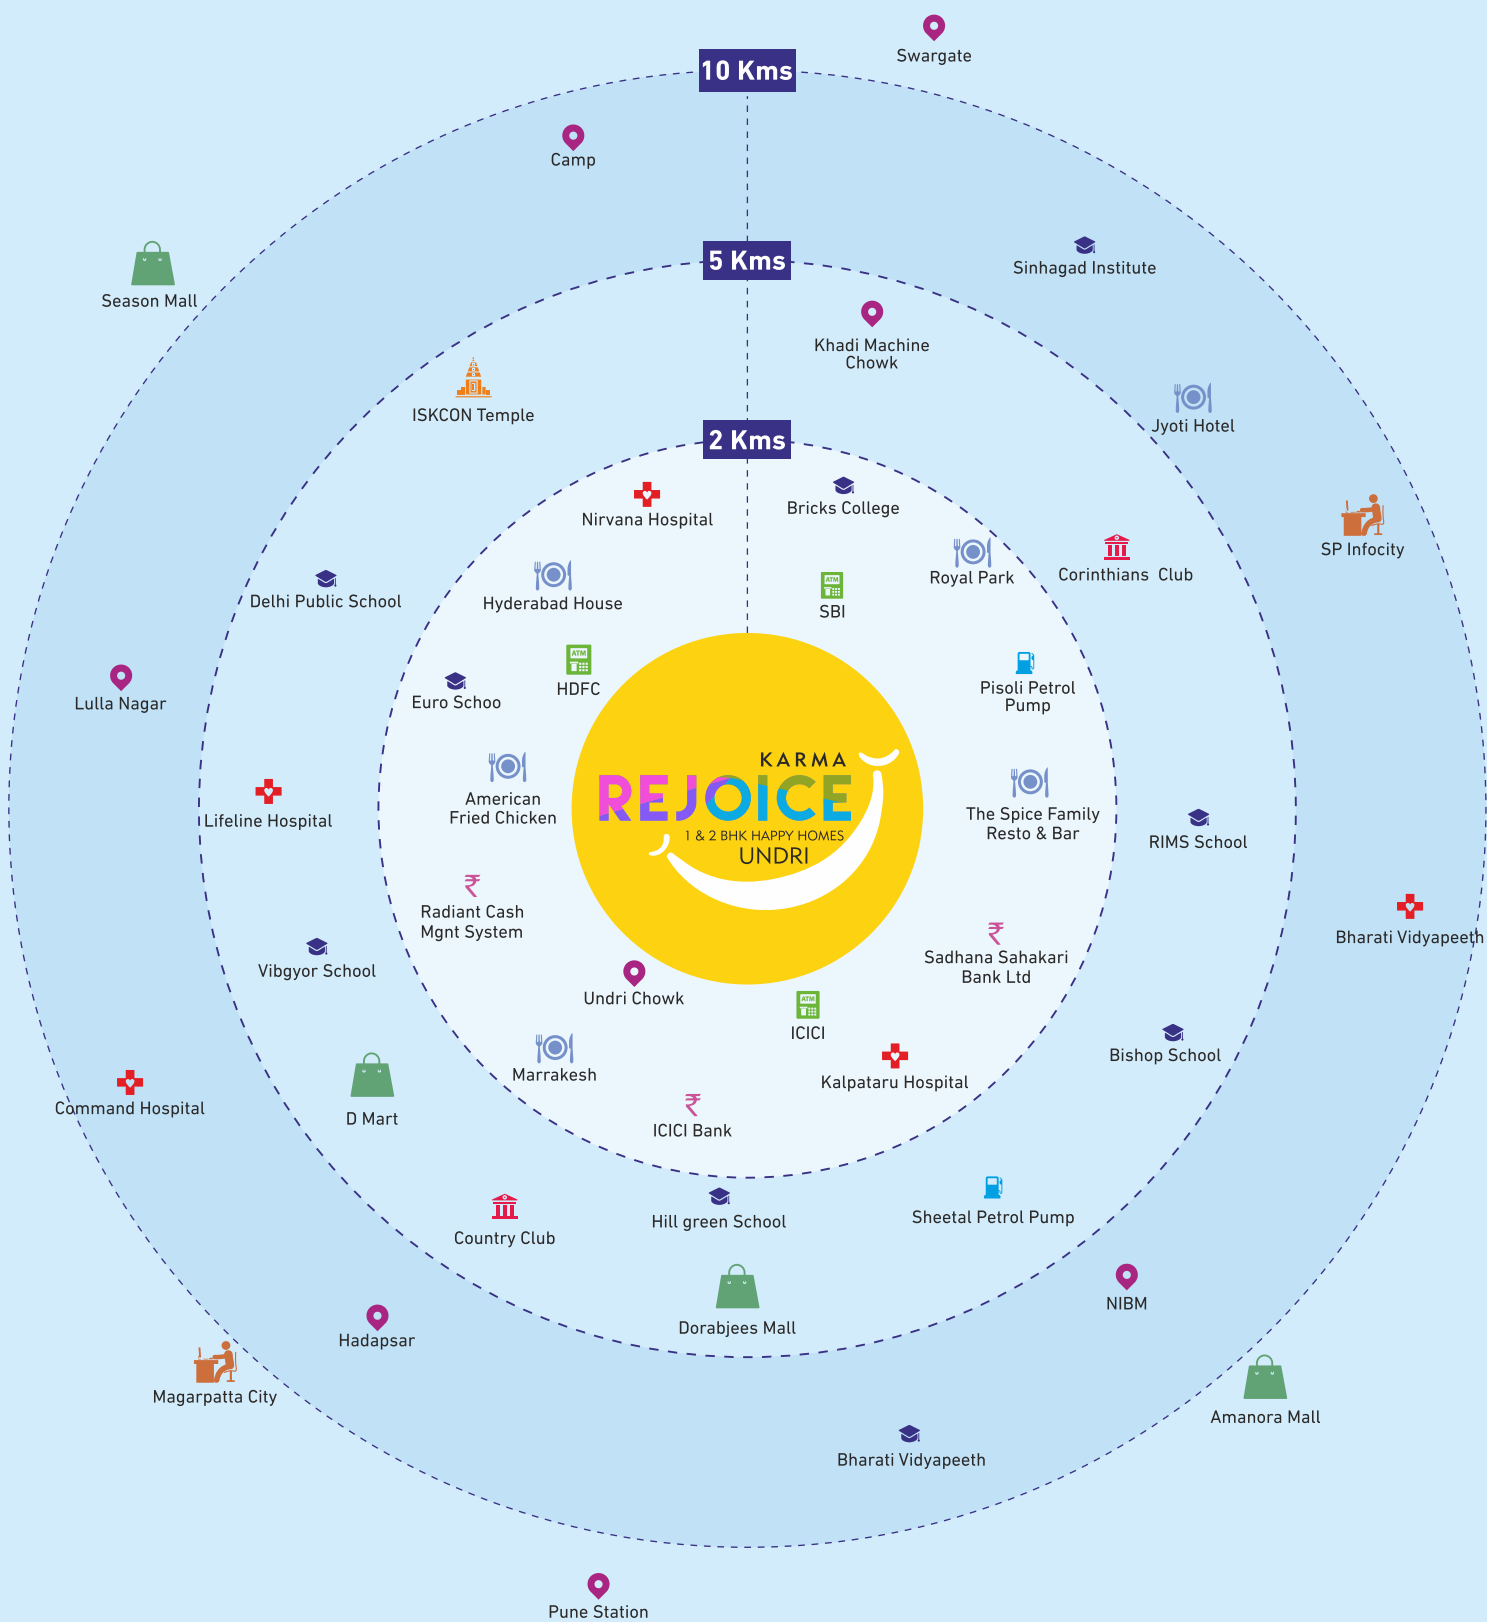 Swargate
10 Kms
Camp
5 Kms
Sinhagad Institute
Season Mall
Khadi Machine
Chowk
ISKCON Temple
Jyoti Hotel
2 Kms
Nirvana Hospital
Bricks College
SP Infocity
Royal Park
Corinthians Club
Delhi Public School
Hyderabad House
ATM
SBI
ATM
HDFC
Euro Schoo
Pisoli Petrol
Pump
Lulla Nagar
KARMA
REJOICE
1 & 2 BHK HAPPY HOMES
UNDRI
American
Fried Chicken
The Spice Family
Resto & Bar
Lifeline Hospital
RIMS School
Radiant Cash
Mgnt System
Bharati Vidyapeeth
Sadhana Sahakari
Bank Ltd
Vibgyor School
Undri Chowk
ATM
ICICI
Bishop School
Marrakesh
Kalpataru Hospital
Command Hospital
D Mart
ICICI Bank
Hill green School
Sheetal Petrol Pump
Country Club
NIBM
Dorabjees Mall
Hadapsar
Magarpatta City
Amanora Mall
Bharati Vidyapeeth
Pune Station